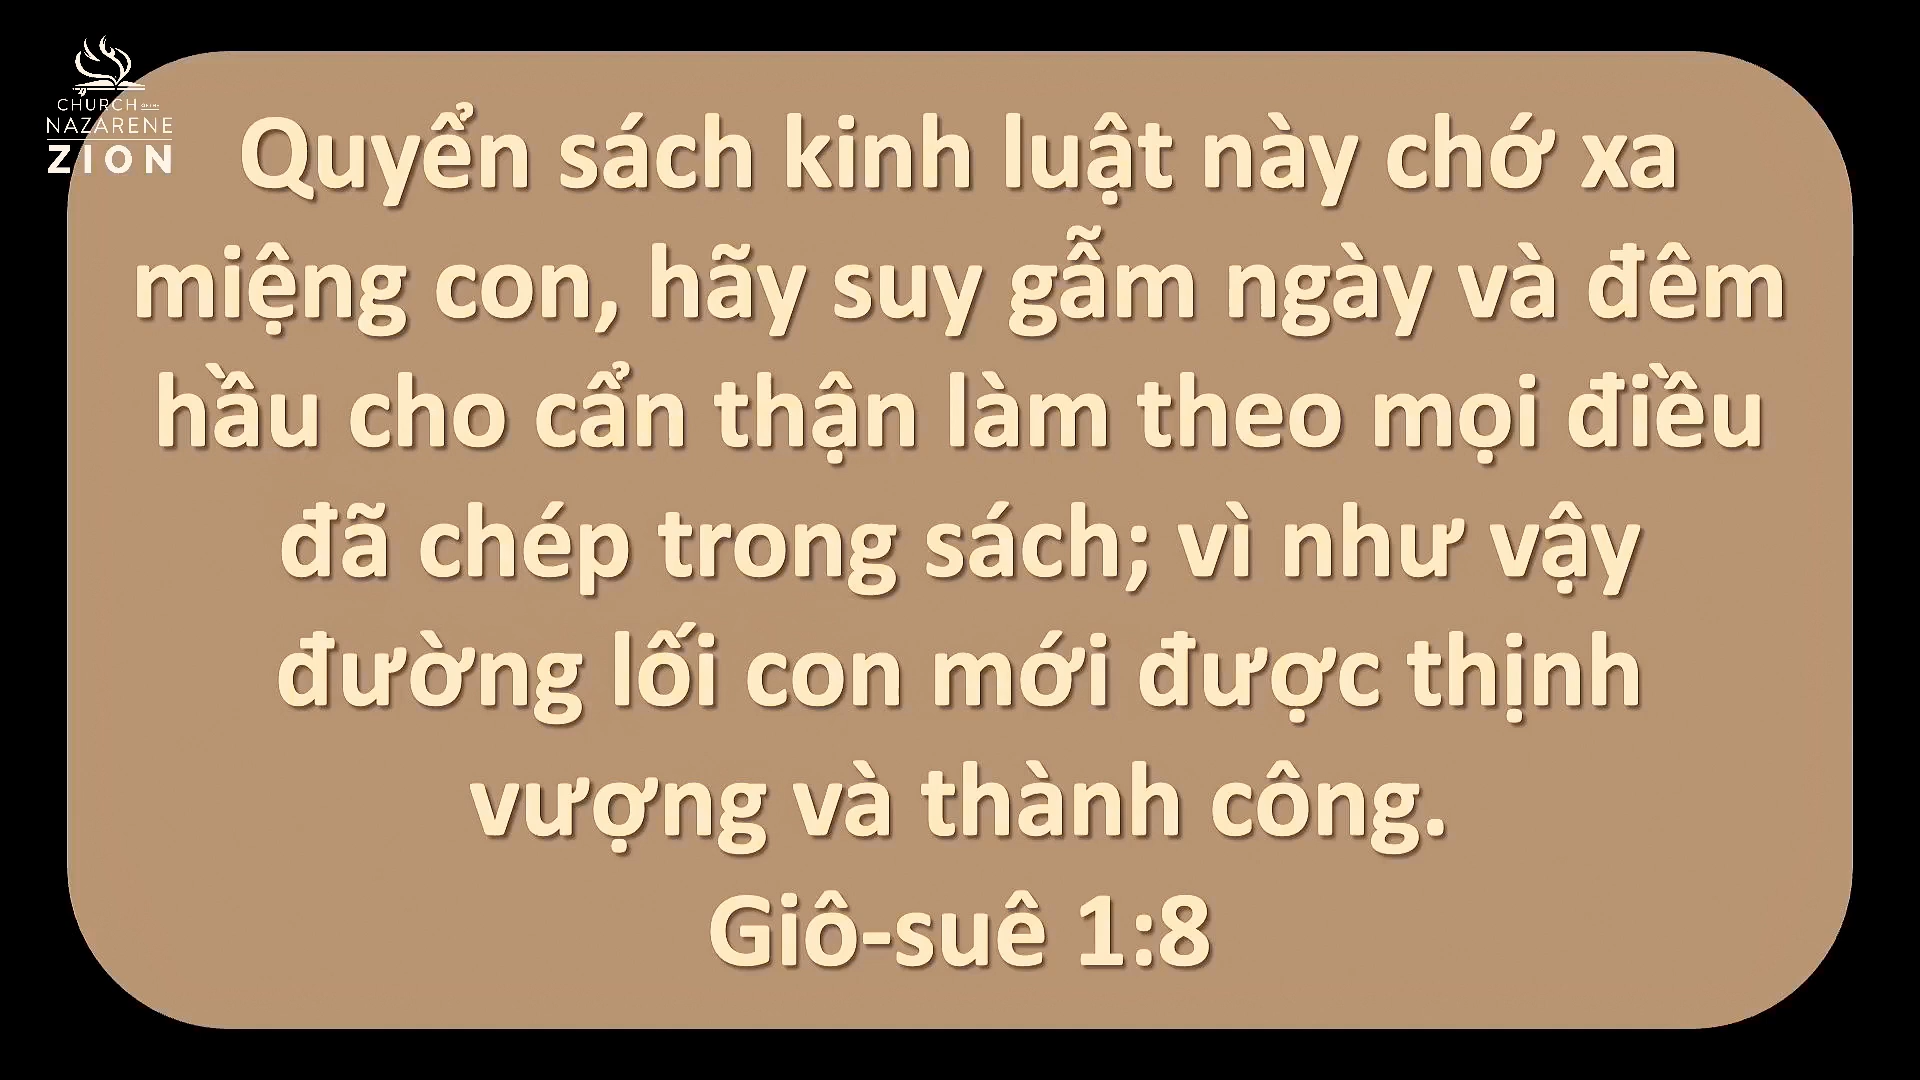 CHURCH OF THE
NAZARENE
ZION
Quyển sách kinh luật này chớ xa
miệng con, hãy suy gẫm ngày và đêm
hầu cho cẩn thận làm theo mọi điều
đã chép trong sách; vì như vậy
đường lối con mới được thịnh
vượng và thành công.
Giô-suê 1:8